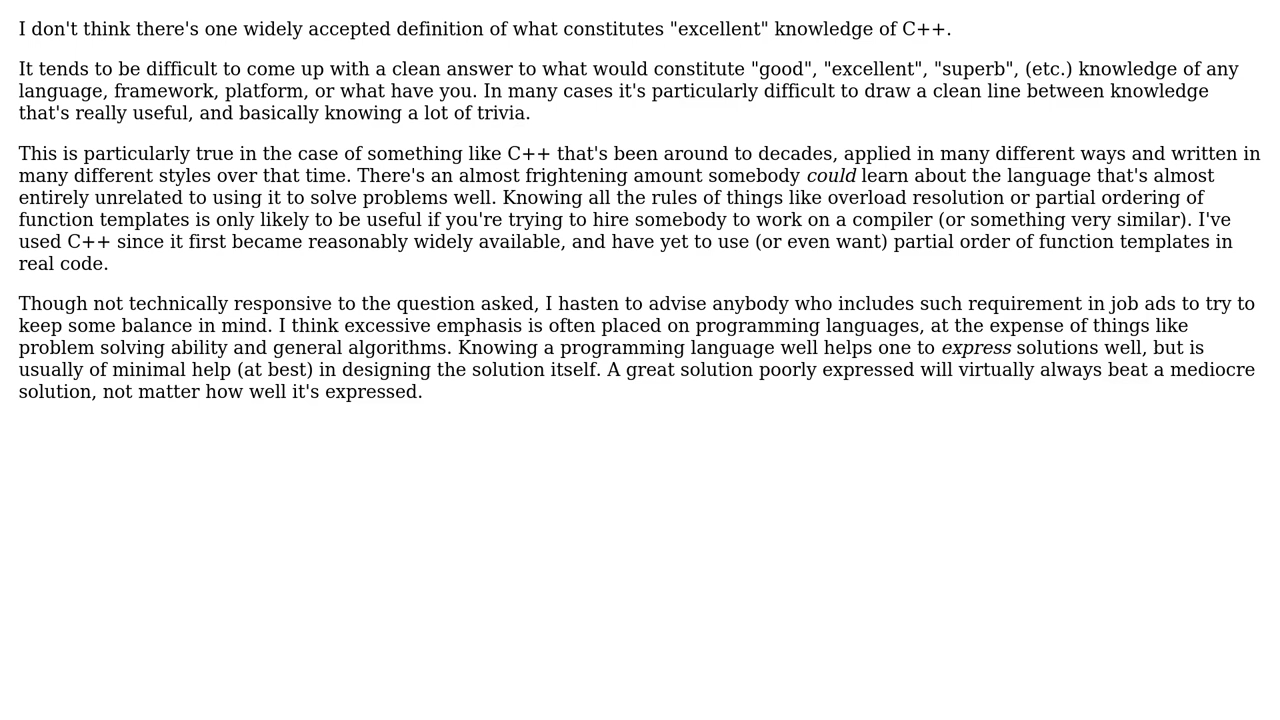 I don't think there's one widely accepted definition of what constitutes "excellent" knowledge of C++.
It tends to be difficult to come up with a clean answer to what would constitute "good", "excellent", "superb", (etc.) knowledge of any
language, framework, platform, or what have you. In many cases it's particularly difficult to draw a clean line between knowledge
that's really useful, and basically knowing a lot of trivia.
This is particularly true in the case of something like C++ that's been around to decades, applied in many different ways and written in
many different styles over that time. There's an almost frightening amount somebody could learn about the language that's almost
entirely unrelated to using it to solve problems well. Knowing all the rules of things like overload resolution or partial ordering of
function templates is only likely to be useful if you're trying to hire somebody to work on a compiler (or something very similar). I've
used C++ since it first became reasonably widely available, and have yet to use (or even want) partial order of function templates in
real code.
Though not technically responsive to the question asked, I hasten to advise anybody who includes such requirement in job ads to try to
keep some balance in mind. I think excessive emphasis is often placed on programming languages, at the expense of things like
problem solving ability and general algorithms. Knowing a programming language well helps one to express solutions well, but is
usually of minimal help (at best) in designing the solution itself. A great solution poorly expressed will virtually always beat a mediocre
solution, not matter how well it's expressed.